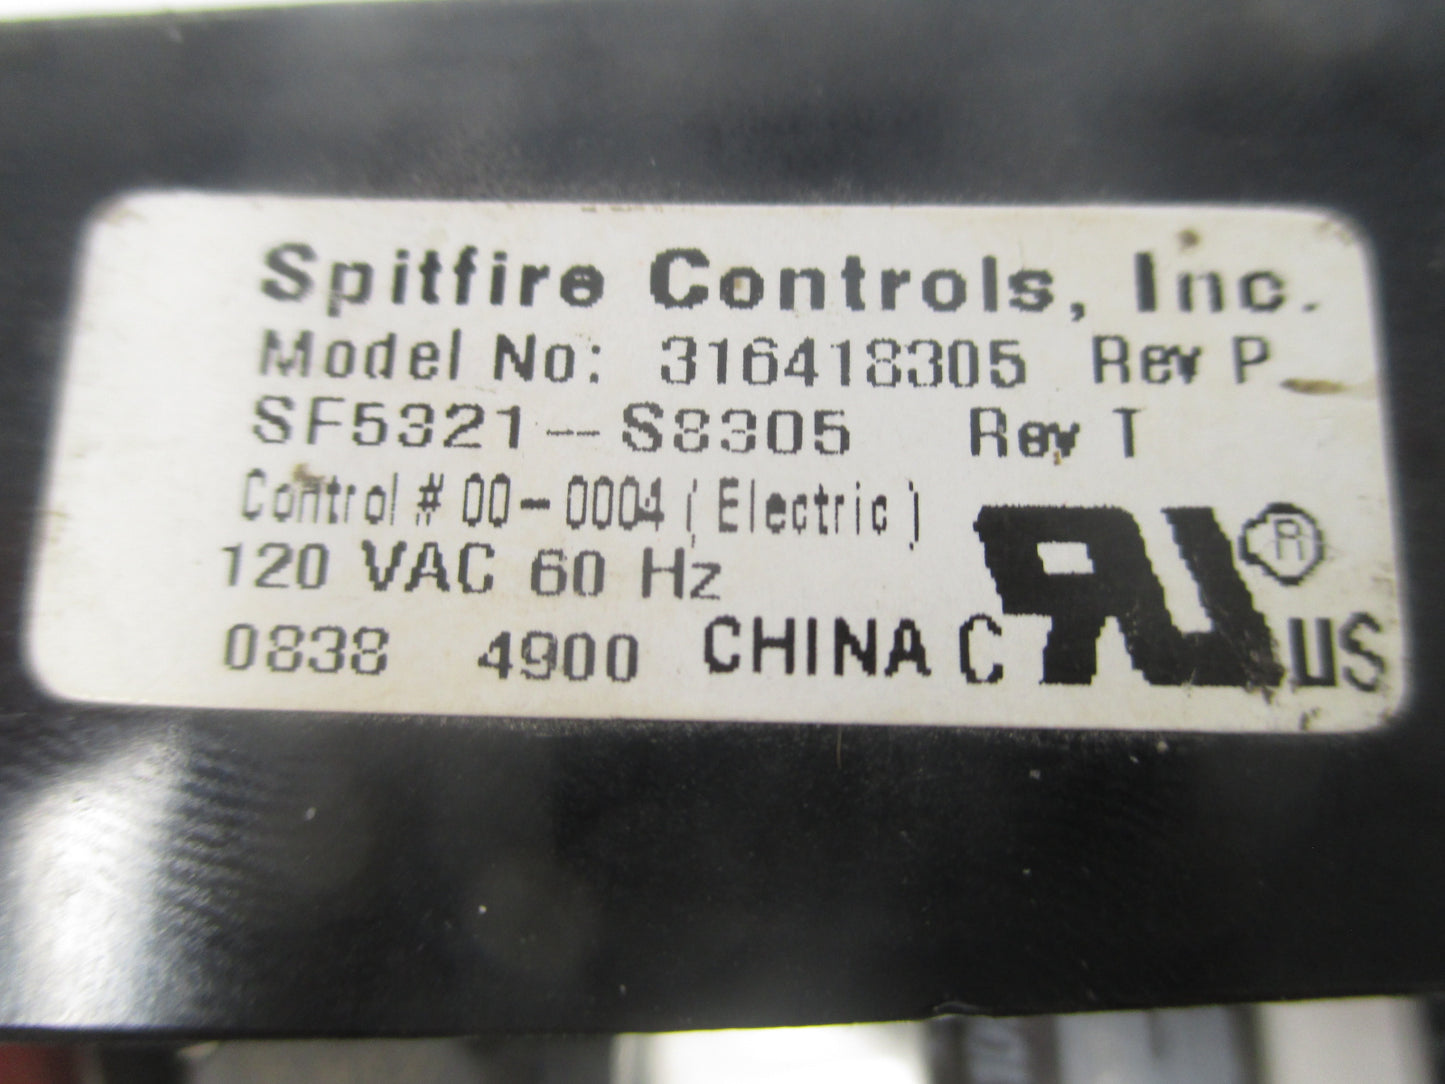 Spitfire Controls, Inc.
Model No: 316418305 Rev P
SF5321--S8305 Rev T
Control # 00-0004 (Electric)
120 VAC 60 Hz
0838 4900 CHINA C RU ® US